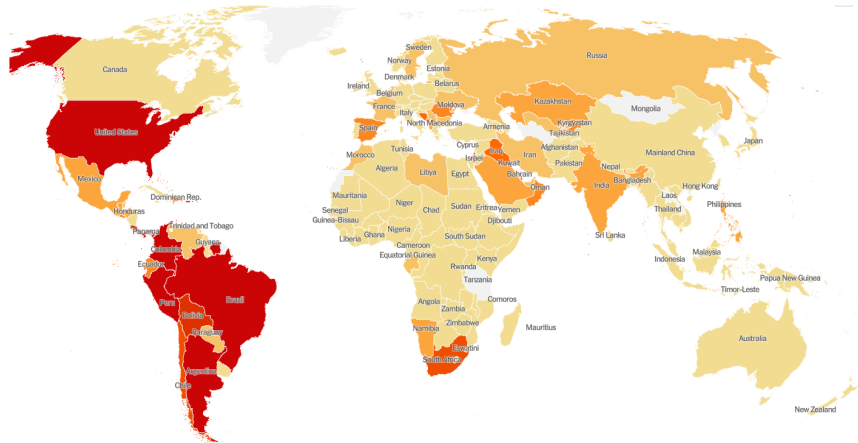 Sweden
Norway
Russia
Estonia
Canada
Denmark
Belarus
Ireland
Belgium
Kazakhstan
Moldova
France
Mongolia
Italy
Kyrgyzstan
Spain
North Macedonia
Armenia
Tajikistan
United States
Japan
Cyprus
Afghanistan
Tunisia
Mainland China
Iraq
Morocco
Israel
Iran
Kuwait
Pakistan
Algeria
Nepal
Libya
Egypt
Bahrain
Mexico
Bangladesh
India
Hong Kong
Oman
Mauritania
Laos
Dominican Rep.
Niger
Philippines
Sudan
Eritrea
Yemen
Thailand
Honduras
Senegal
Chad
Guinea-Bissau
Djibouti
Trinidad and Tobago
Nigeria
Panama
Ghana
Sri Lanka
South Sudan
Liberia
Guyana
Cameroon
Colombia
Malaysia
Equatorial Guinea
Kenya
Indonesia
Ecuador
Rwanda
Papua New Guinea
Tanzania
Timor-Leste
Brazil
Peru
Angola
Comoros
Zambia
Bolivia
Zimbabwe
Mauritius
Namibia
Paraguay
Australia
Eswatini
South Africa
Argentina
Chile
New Zealand